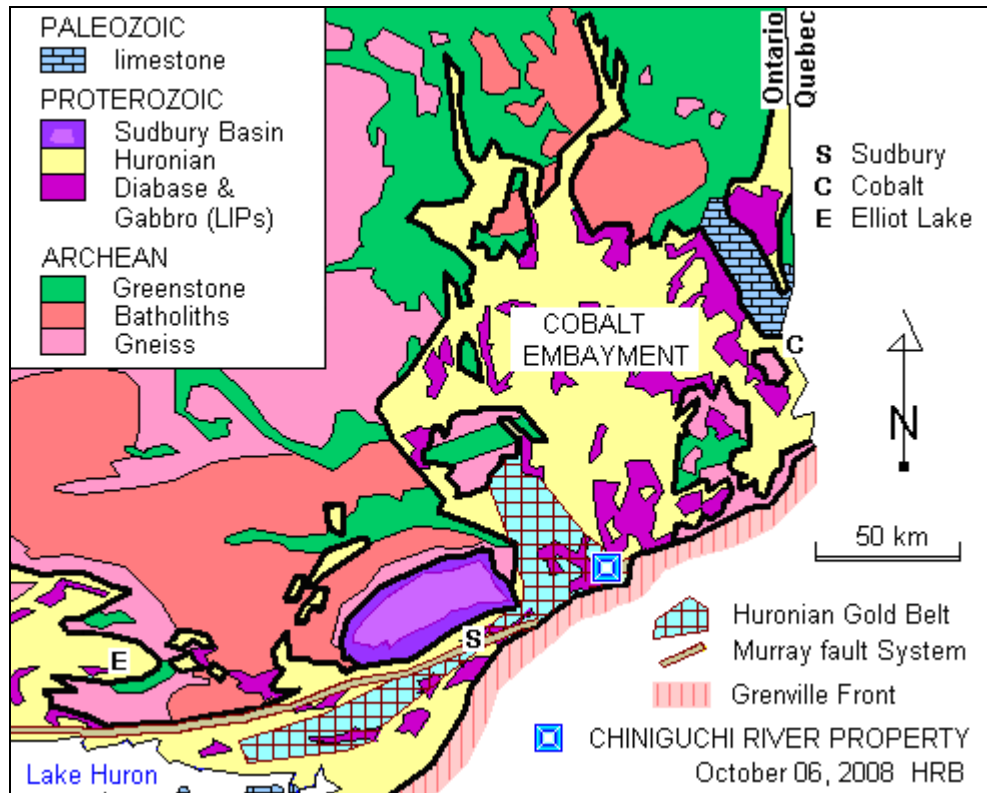 PALEOZOIC
limestone
PROTEROZOIC
Sudbury Basin
Huronian
Diabase &
Gabbro (LIPs)
ARCHEAN
Greenstone
Batholiths
Gneiss
Ontario
Quebec
S Sudbury
C Cobalt
E Elliot Lake
COBALT
EMBAYMENT
C
N
50 km
E
S
Huronian Gold Belt
Murray fault System
Grenville Front
CHINIGUCHI RIVER PROPERTY
October 06, 2008 HRB
Lake Huron